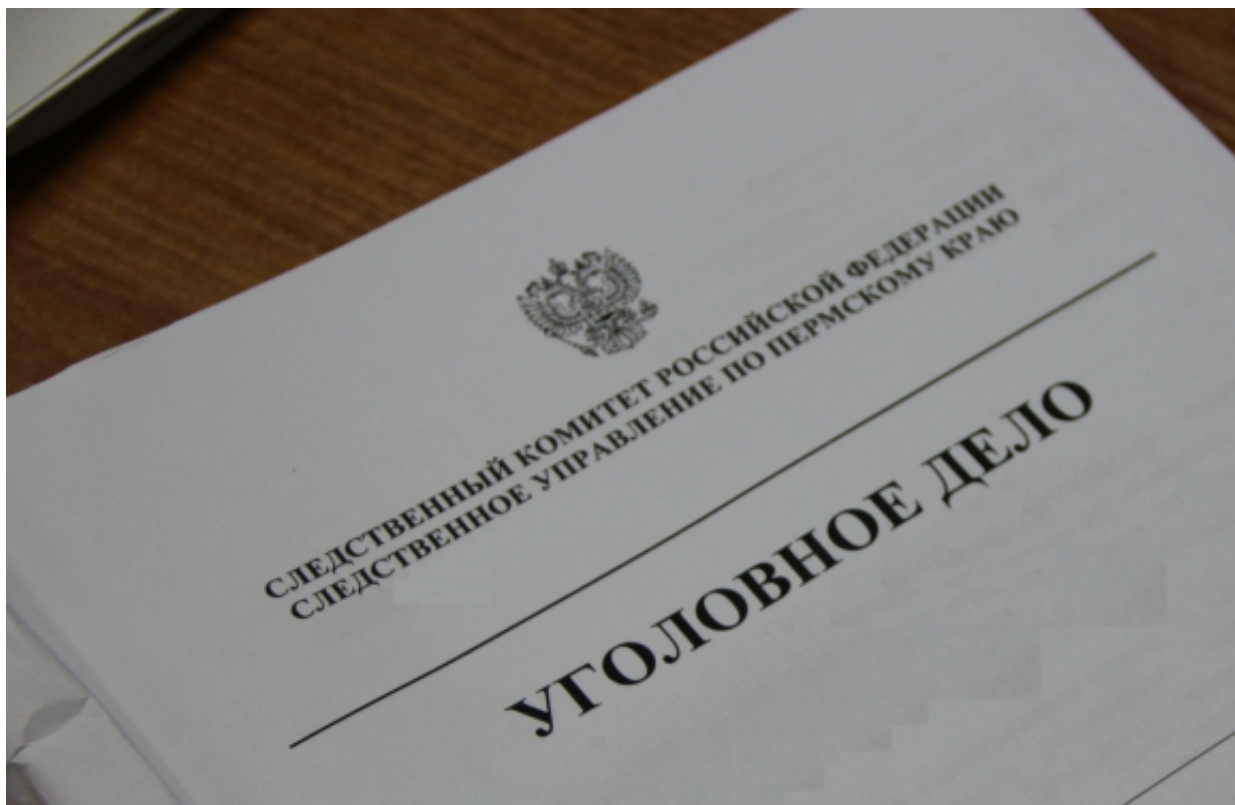 СЛЕДСТВЕННЫЙ КОМИТЕТ РОССИЙСКОЙ ФЕДЕРАЦИИ
СЛЕДСТВЕННОЕ УПРАВЛЕНИЕ ПО ПЕРМСКОМУ КРАЮ
УГОЛОВНОЕ ДЕЛО